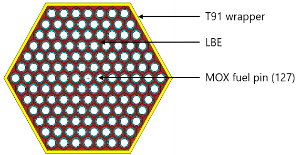 T91 wrapper
LBE
MOX fuel pin (127)